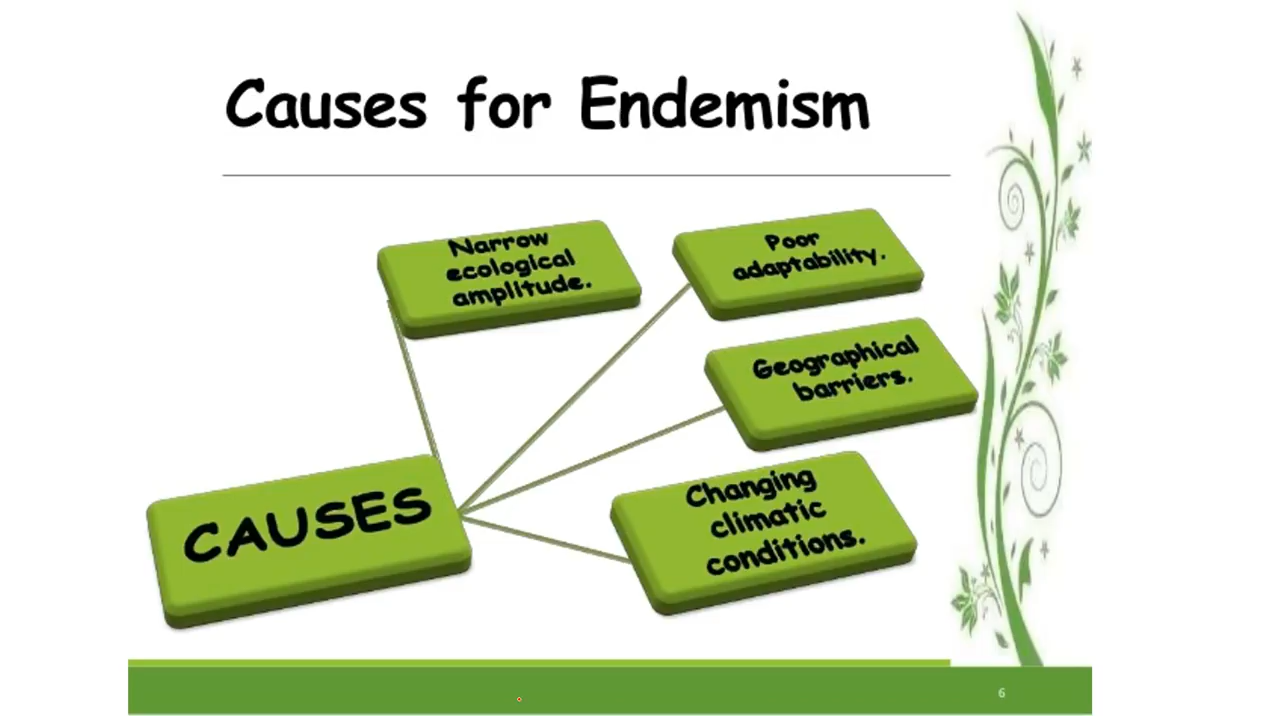 Causes for Endemism
Narrow
ecological
amplitude.
Poor
adaptability.
Geographical
barriers.
Changing
climatic
conditions.
CAUSES
6